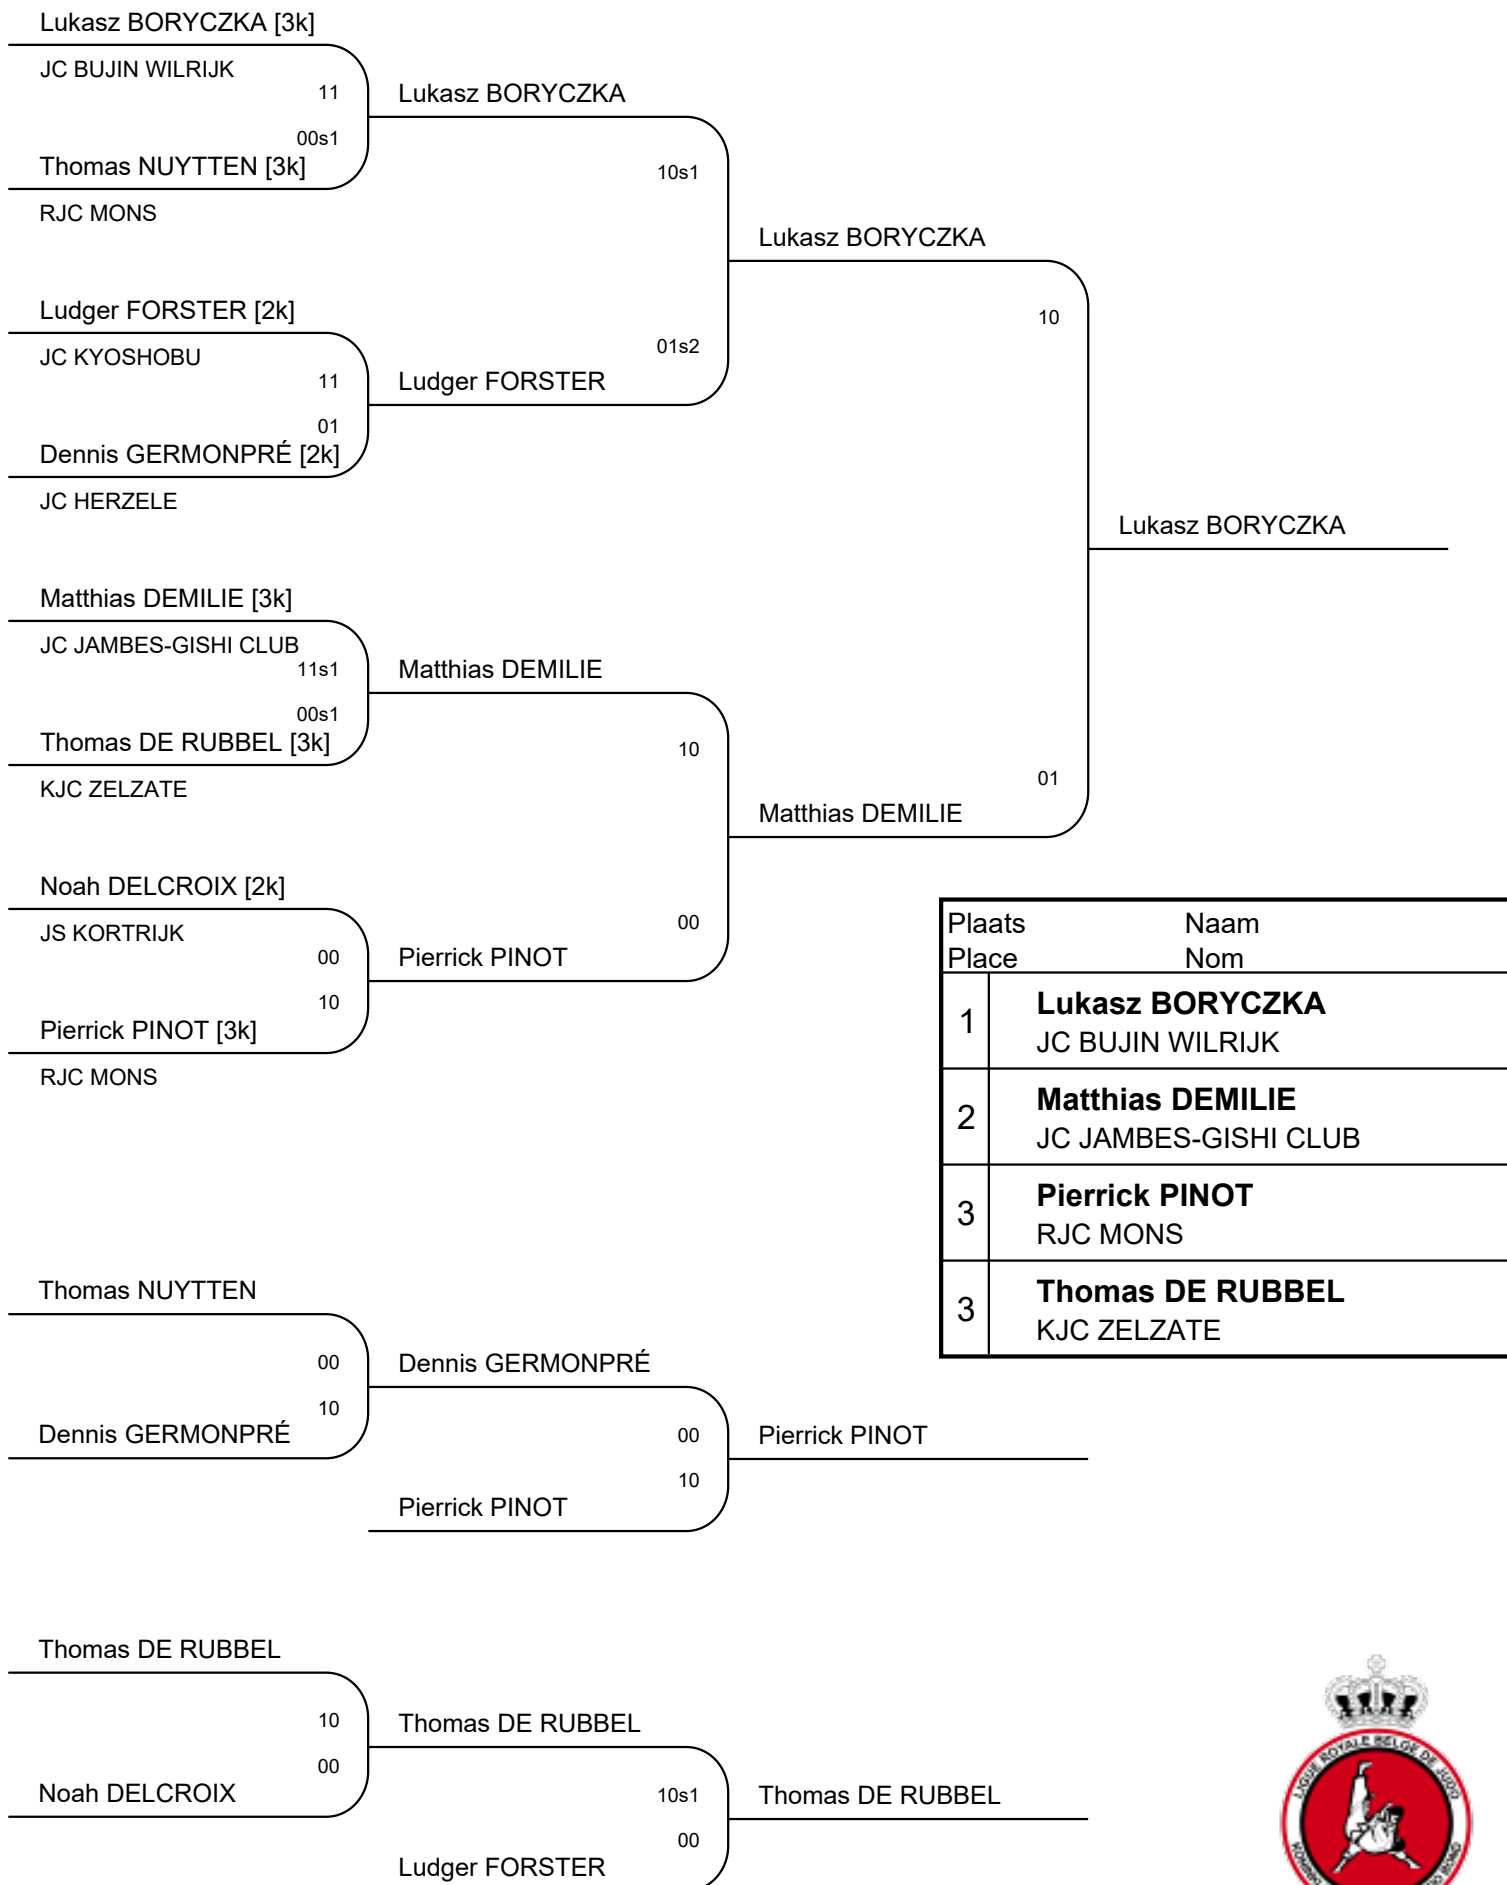 Lukasz BORYCZKA [3k]
JC BUJIN WILRIJK
11
Lukasz BORYCZKA
00s1
Thomas NUYTTEN [3k]
10s1
RJC MONS
Lukasz BORYCZKA
Ludger FORSTER [2k]
10
JC KYOSHOBU
01s2
11
Ludger FORSTER
01
Dennis GERMONPRÉ [2k]
JC HERZELE
Lukasz BORYCZKA
Matthias DEMILIE [3k]
JC JAMBES-GISHI CLUB
11s1
Matthias DEMILIE
00s1
Thomas DE RUBBEL [3k]
10
KJC ZELZATE
01
Matthias DEMILIE
Noah DELCROIX [2k]
JS KORTRIJK
00
00
Pierrick PINOT
10
Pierrick PINOT [3k]
RJC MONS
Plaats Naam
Place Nom
1 Lukasz BORYCZKA
JC BUJIN WILRIJK
2 Matthias DEMILIE
JC JAMBES-GISHI CLUB
3 Pierrick PINOT
RJC MONS
3 Thomas DE RUBBEL
KJC ZELZATE
Thomas NUYTTEN
00
Dennis GERMONPRÉ
10
Dennis GERMONPRÉ
00
Pierrick PINOT
10
Pierrick PINOT
Thomas DE RUBBEL
10
Thomas DE RUBBEL
00
Noah DELCROIX
10s1
Thomas DE RUBBEL
00
Ludger FORSTER
LIGUE ROYALE BELGE DE JUDO